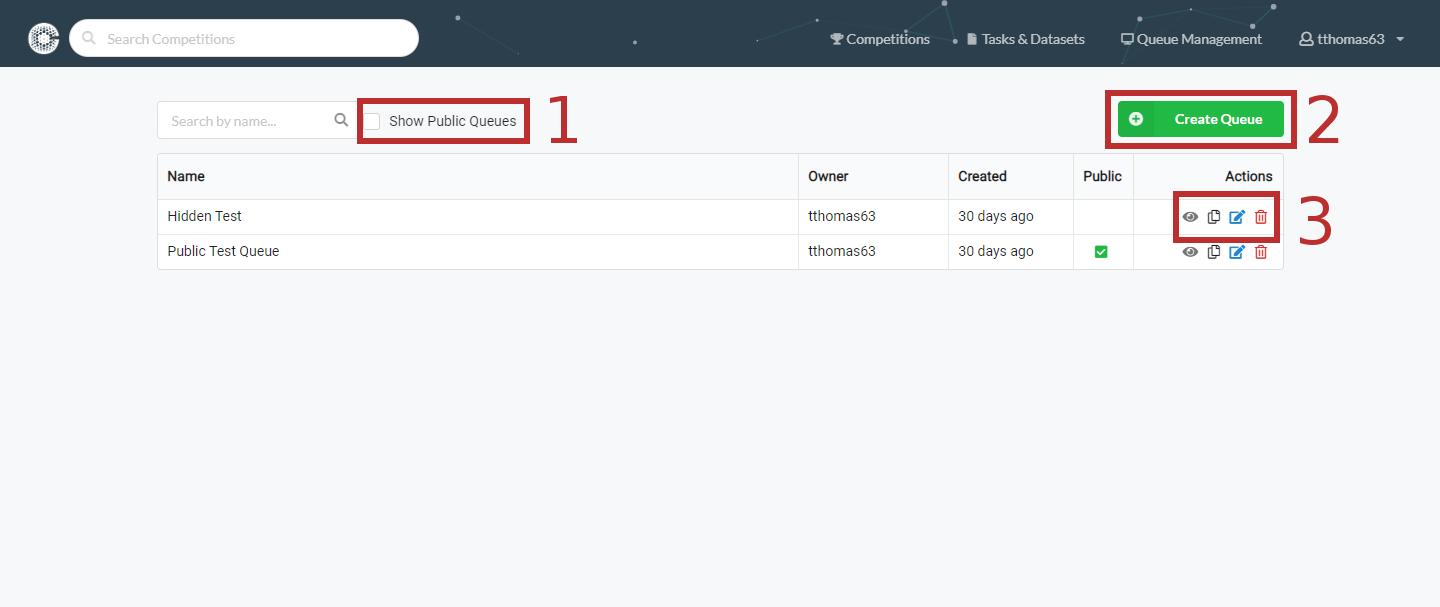 Search Competitions Competitions Tasks & Datasets Queue Management tthomas63
Search by name... Show Public Queues 1 Create Queue 2
Name Owner Created Public Actions
Hidden Test tthomas63 30 days ago 3
Public Test Queue tthomas63 30 days ago